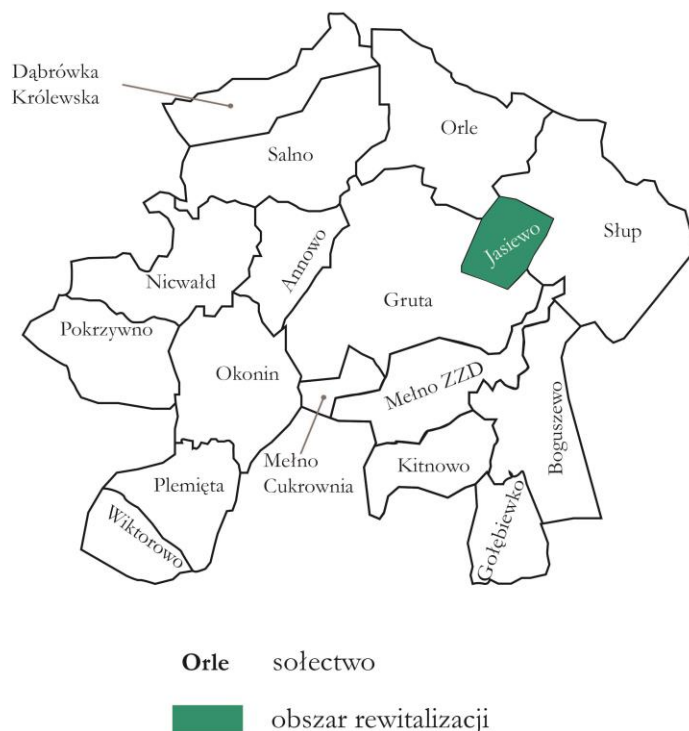 Dąbrówka
Królewska
Orle
Salno
Słup
Jasiewo
Annowo
Nicwałd
Gruta
Pokrzywno
Okonin
Mełno ZZD
Boguszewo
Mełno
Cukrownia
Kitnowo
Plemięta
Wiktorowo
Gołębiewko
Orle sołectwo
obszar rewitalizacji